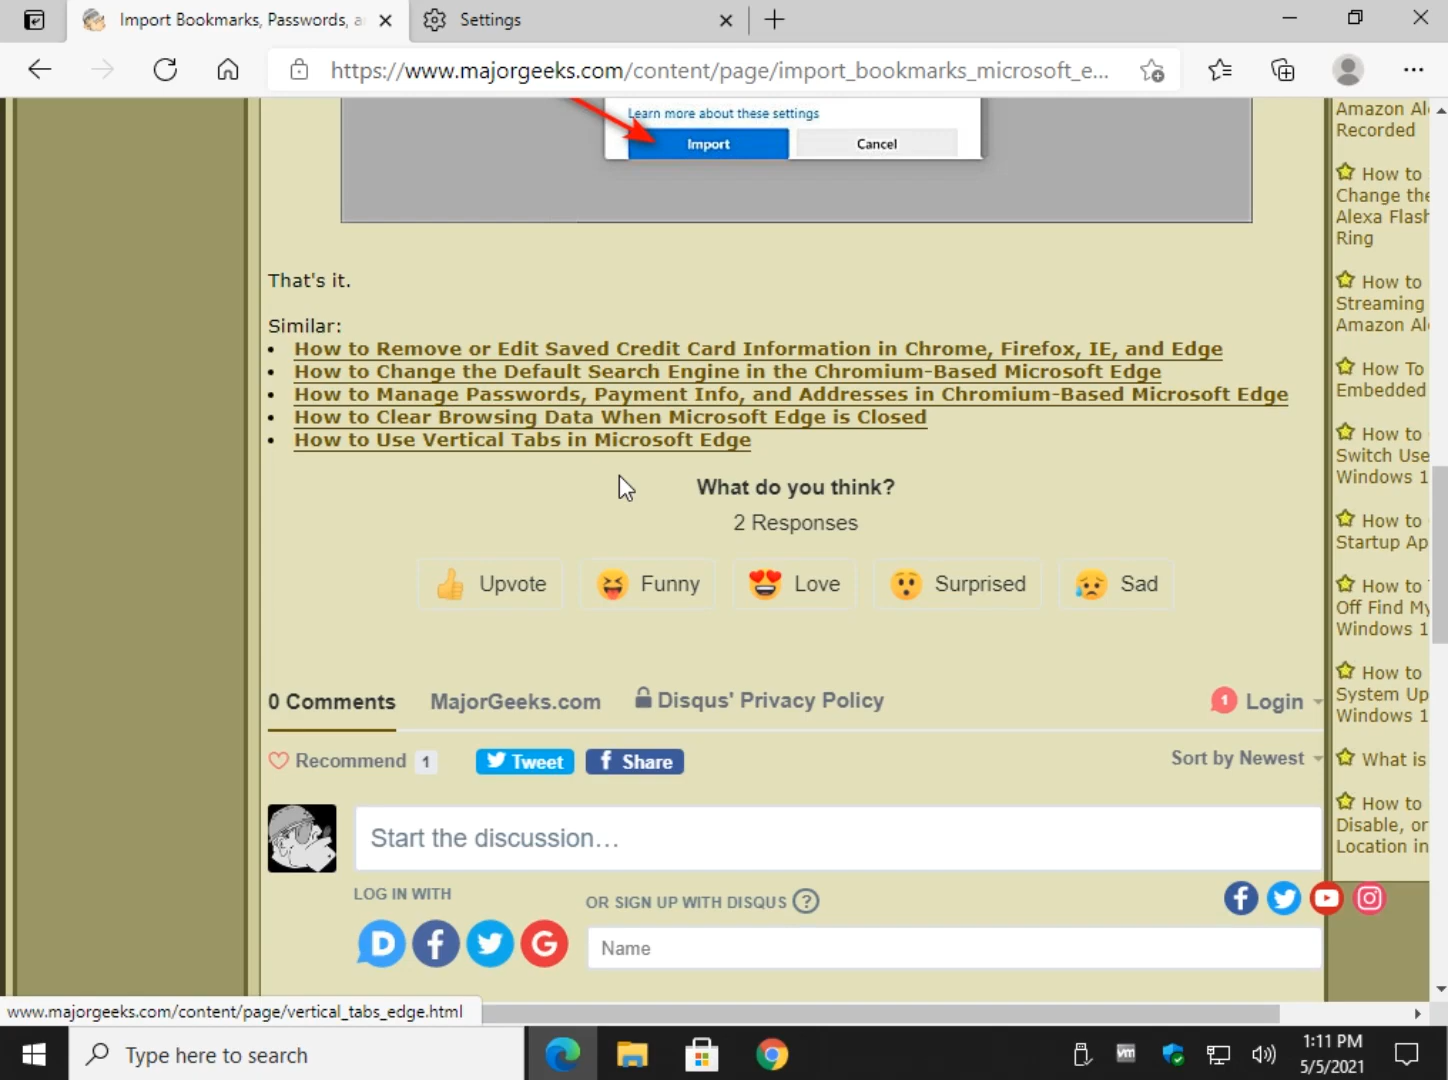 Import Bookmarks, Passwords, a
Settings
https://www.majorgeeks.com/content/page/import_bookmarks_microsoft_e...
Learn more about these settings
Import
Cancel
That's it.
Similar:
• How to Remove or Edit Saved Credit Card Information in Chrome, Firefox, IE, and Edge
• How to Change the Default Search Engine in the Chromium-Based Microsoft Edge
• How to Manage Passwords, Payment Info, and Addresses in Chromium-Based Microsoft Edge
• How to Clear Browsing Data When Microsoft Edge is Closed
• How to Use Vertical Tabs in Microsoft Edge
What do you think?
2 Responses
Upvote
Funny
Love
Surprised
Sad
0 Comments
MajorGeeks.com
Disqus' Privacy Policy
1
Login
Recommend 1
Tweet
f Share
Sort by Newest
Start the discussion...
LOG IN WITH
OR SIGN UP WITH DISQUS ?
D
f
G
Name
Amazon Al
Recorded
How to
Change the
Alexa Flash
Ring
How to
Streaming
Amazon Al
How To
Embedded
How to
Switch Use
Windows 1
How to
Startup Ap
How to
Off Find My
Windows 1
How to
System Up
Windows 1
What is
How to
Disable, or
Location in
f
www.majorgeeks.com/content/page/vertical_tabs_edge.html
Type here to search
vm
1:11 PM
5/5/2021